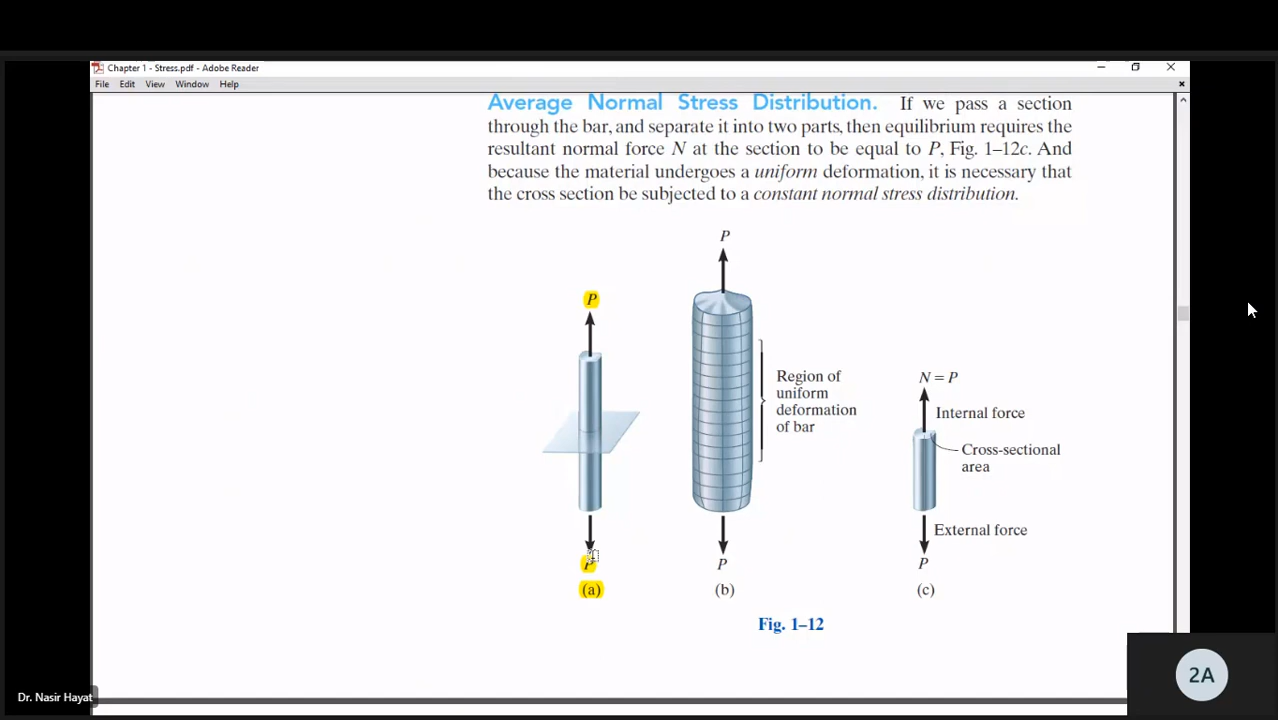 Chapter 1 - Stress.pdf - Adobe Reader
File Edit View Window Help
Average Normal Stress Distribution. If we pass a section
through the bar, and separate it into two parts, then equilibrium requires the
resultant normal force N at the section to be equal to P, Fig. 1–12c. And
because the material undergoes a uniform deformation, it is necessary that
the cross section be subjected to a constant normal stress distribution.
P
P
Region of
uniform
deformation
of bar
N = P
Internal force
Cross-sectional
area
External force
P
P
P
(a)
(b)
(c)
Fig. 1–12
2A
Dr. Nasir Hayat